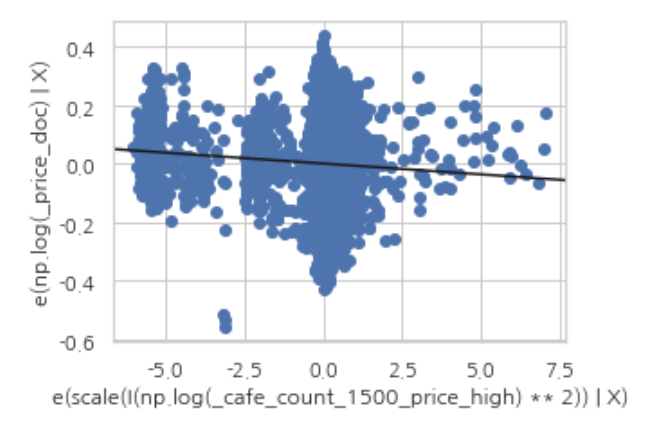 e(np.log(_price_doc) | X)
0.4
0.2
0.0
-0.2
-0.4
-0.6
-5.0 -2.5 0.0 2.5 5.0 7.5
e(scale(I(np.log(_cafe_count_1500_price_high) ** 2)) | X)